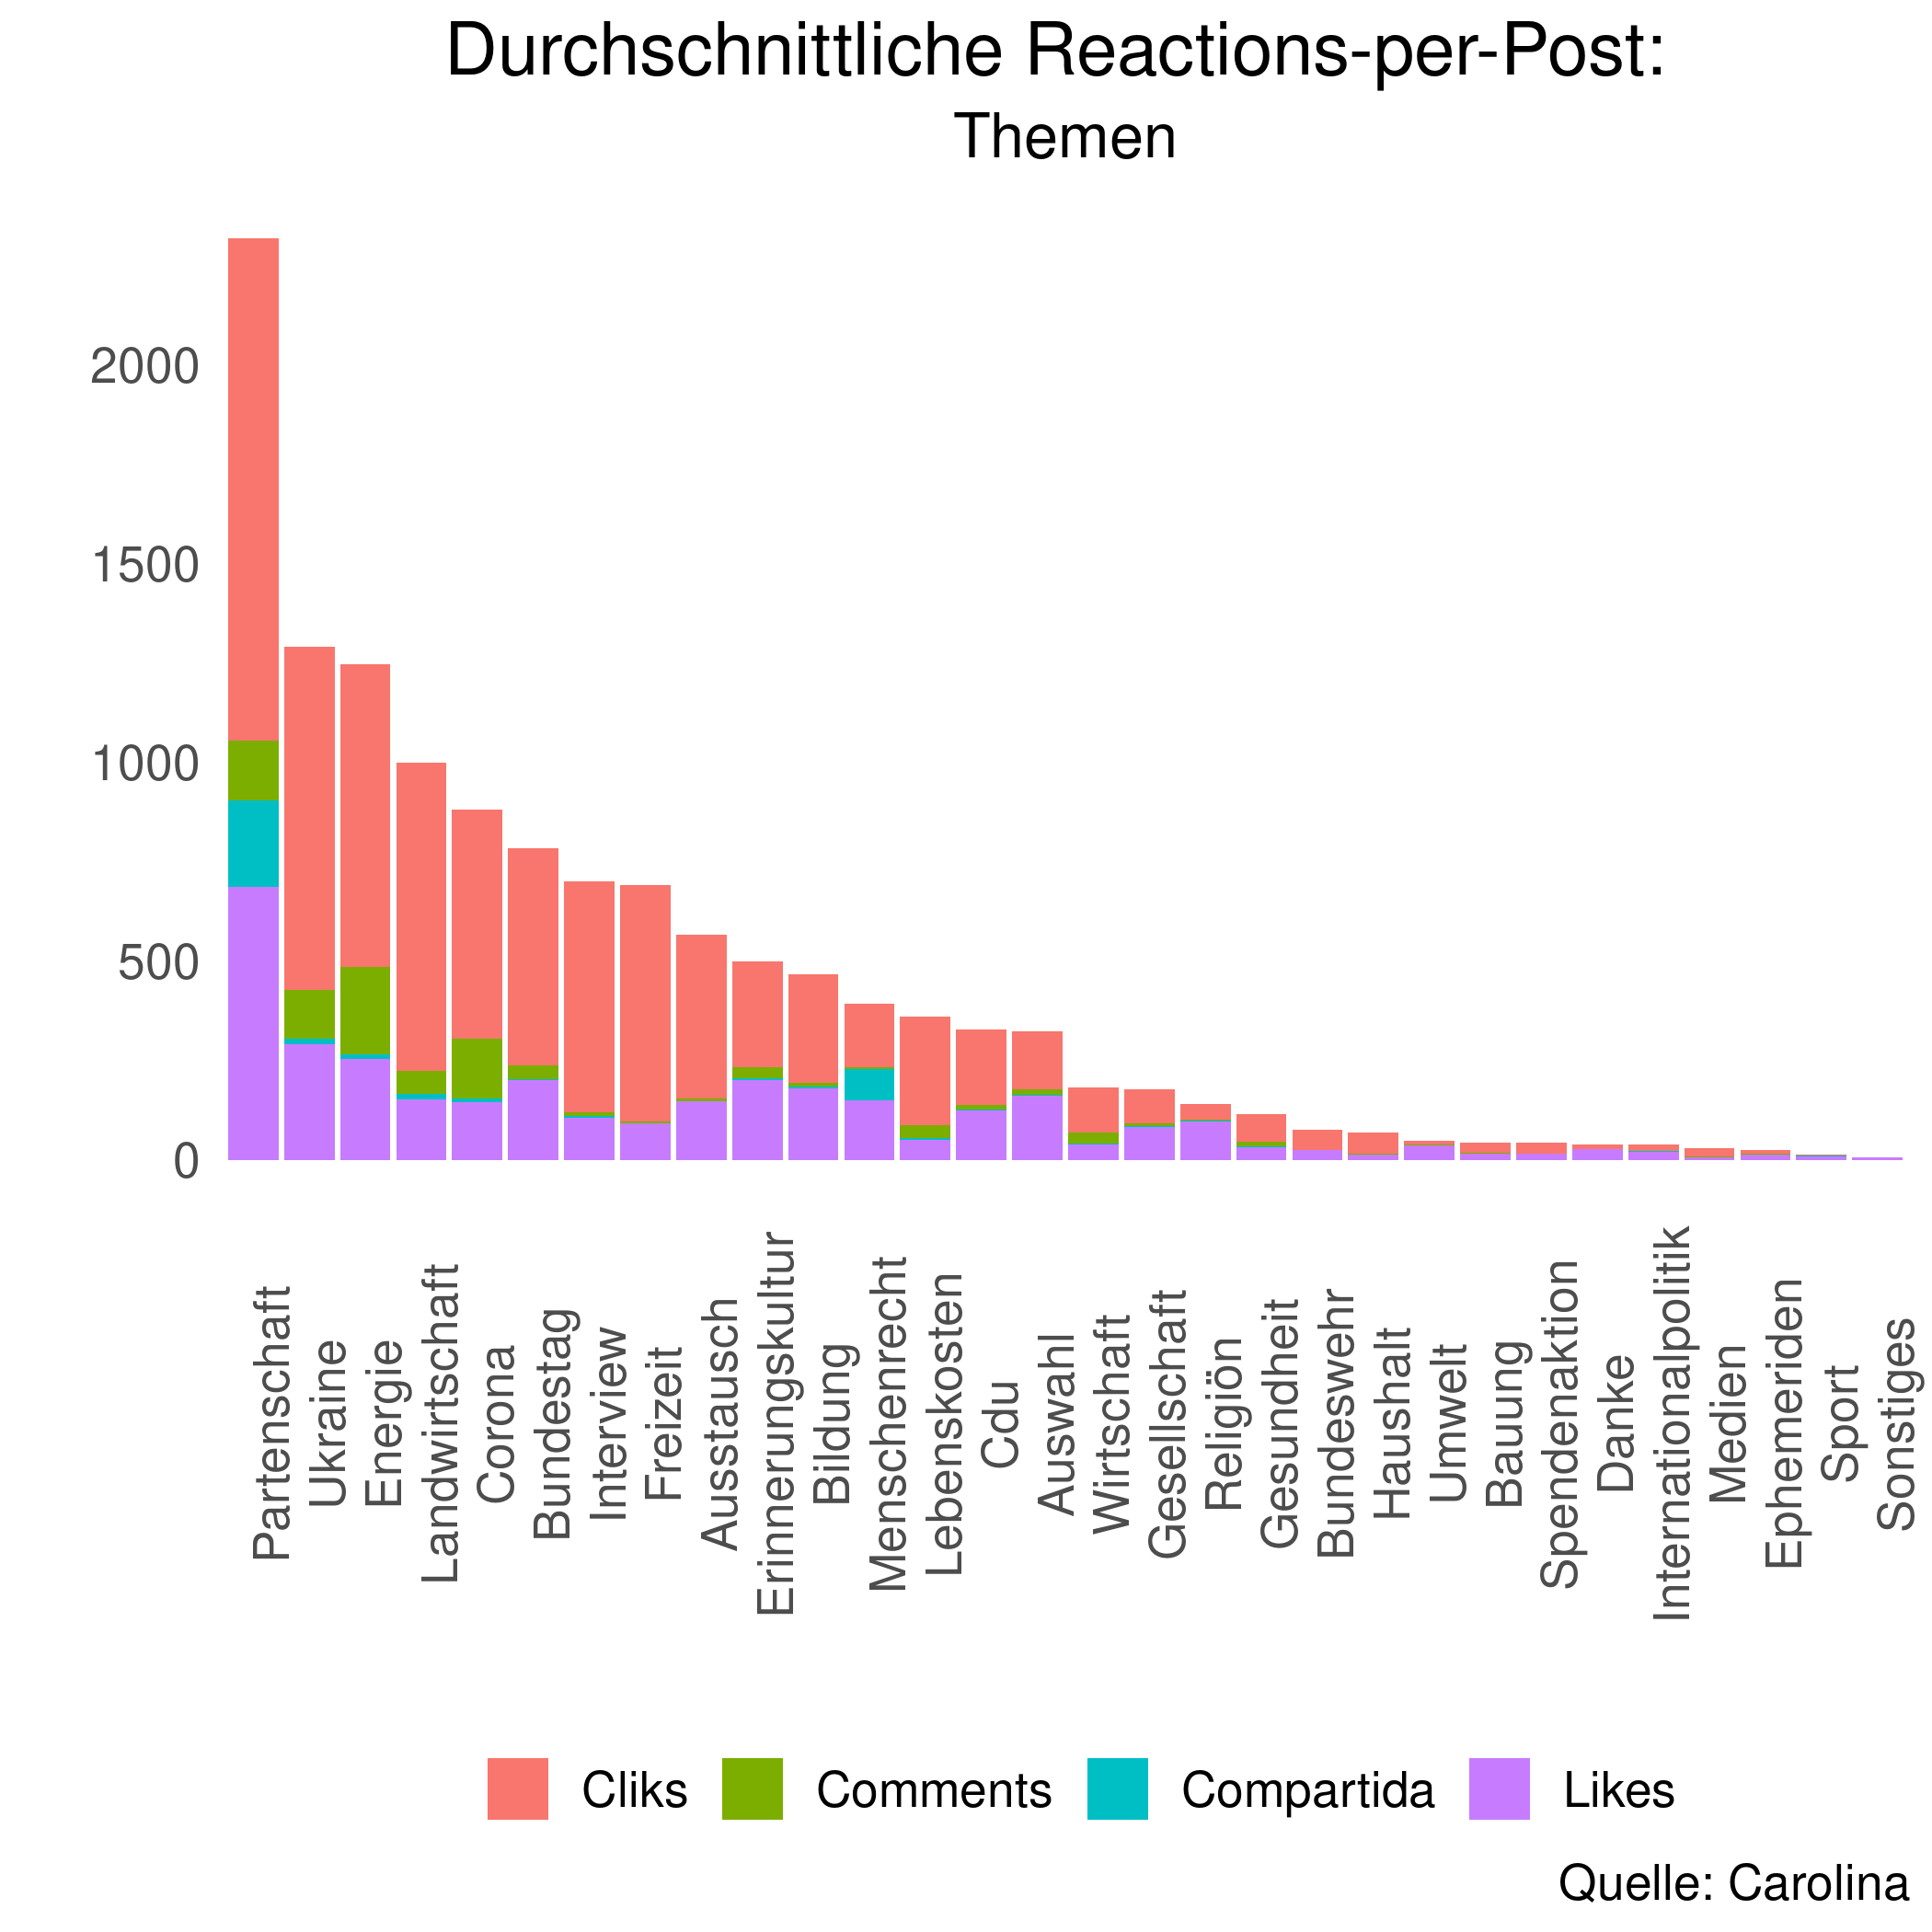 Durchschnittliche Reactions-per-Post:
Themen
2000
1500
1000
500
0
Partenschaft
Ukraine
Energie
Landwirtschaft
Corona
Bundestag
Interview
Freizeit
Ausstausch
Erinnerungskultur
Bildung
Menschenrecht
Lebenskosten
Cdu
Auswahl
Wirtschaft
Gesellschaft
Religiön
Gesundheit
Bundeswehr
Haushalt
Umwelt
Bauung
Spendenaktion
Danke
Internationalpolitik
Medien
Ephemeriden
Sport
Sonstiges
Cliks Comments Compartida Likes
Quelle: Carolina